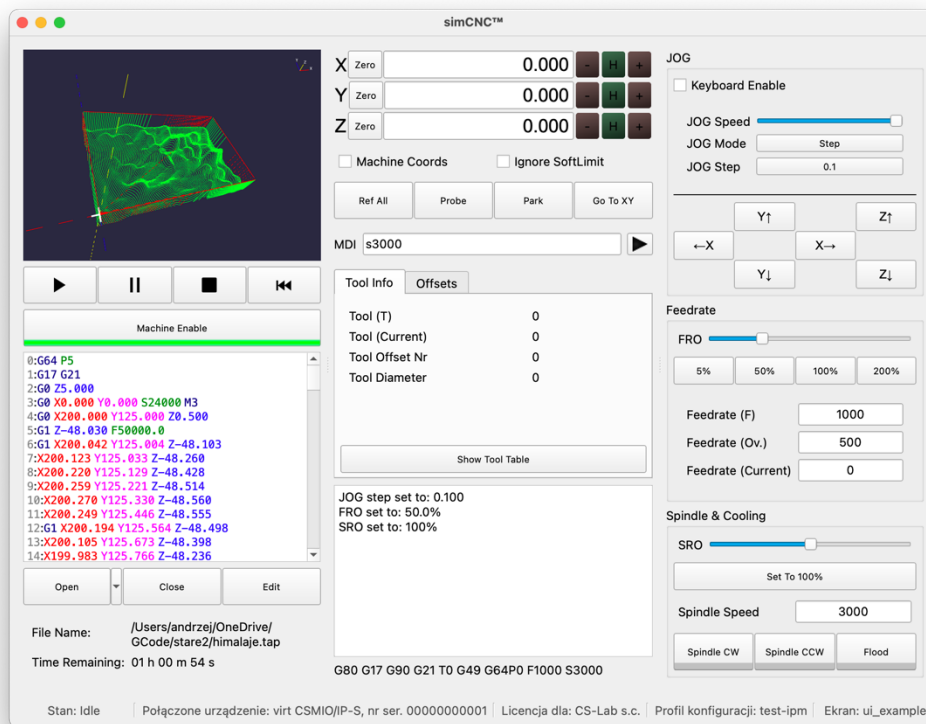 simCNC™
X Zero 0.000 - H +
Y Zero 0.000 - H +
Z Zero 0.000 - H +
Machine Coords Ignore SoftLimit
Ref All Probe Park Go To XY
MDI s3000
Tool Info Offsets
Tool (T) 0
Tool (Current) 0
Tool Offset Nr 0
Tool Diameter 0
Show Tool Table
JOG step set to: 0.100
FRO set to: 50.0%
SRO set to: 100%
G80 G17 G90 G21 T0 G49 G64P0 F1000 S3000
Machine Enable
0:G64 P5
1:G17 G21
2:G0 Z5.000
3:G0 X0.000 Y0.000 S24000 M3
4:G0 X200.000 Y125.000 Z0.500
5:G1 Z-48.030 F50000.0
6:G1 X200.042 Y125.004 Z-48.103
7:X200.123 Y125.033 Z-48.260
8:X200.220 Y125.129 Z-48.428
9:X200.259 Y125.221 Z-48.514
10:X200.270 Y125.330 Z-48.560
11:X200.249 Y125.446 Z-48.555
12:G1 X200.194 Y125.564 Z-48.498
13:X200.105 Y125.673 Z-48.398
14:X199.983 Y125.766 Z-48.236
Open Close Edit
File Name: /Users/andrzej/OneDrive/
GCode/stare2/himalaje.tap
Time Remaining: 01 h 00 m 54 s
JOG
Keyboard Enable
JOG Speed
JOG Mode Step
JOG Step 0.1
Y↑ Z↑
←X X→
Y↓ Z↓
Feedrate
FRO
5% 50% 100% 200%
Feedrate (F) 1000
Feedrate (Ov.) 500
Feedrate (Current) 0
Spindle & Cooling
SRO
Set To 100%
Spindle Speed 3000
Spindle CW Spindle CCW Flood
Stan: Idle Połączone urządzenie: virt CSMIO/IP-S, nr ser. 00000000001 Licencja dla: CS-Lab s.c. Profil konfiguracji: test-ipm Ekran: ui_example